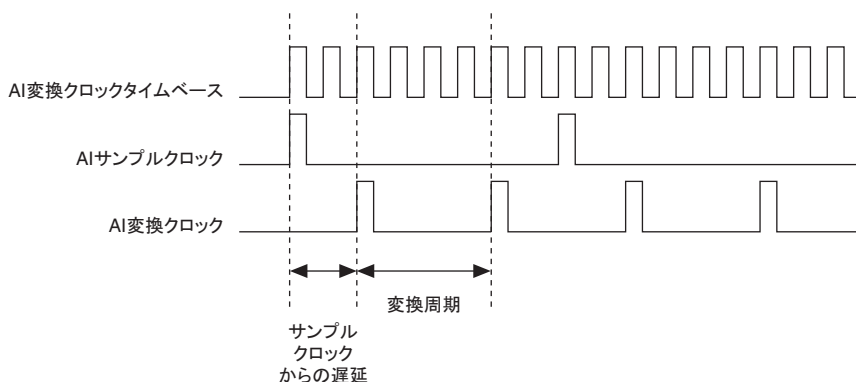 AI変換クロックタイムベース
AIサンプルクロック
AI変換クロック
変換周期
サンプル
クロック
からの遅延